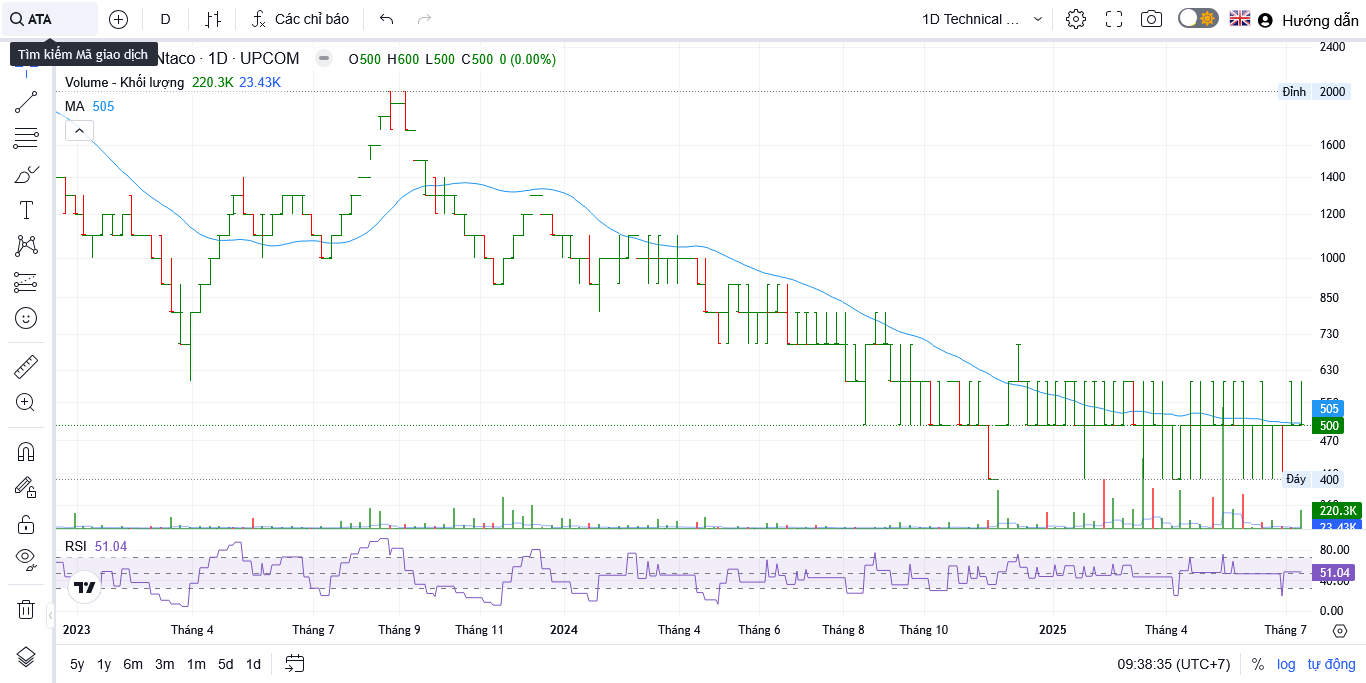 ATA
D
Các chỉ báo
1D Technical ...
Hướng dẫn
Tìm kiếm Mã giao dịch
Ntaco · 1D · UPCOM
O500 H600 L500 C500 0 (0.00%)
Volume - Khối lượng 220.3K 23.43K
MA 505
2400
Đỉnh 2000
1600
1400
1200
1000
850
730
630
505
500
470
Đáy 400
220.3K
23.43K
RSI 51.04
80.00
51.04
40.00
0.00
2023 Tháng 4 Tháng 7 Tháng 9 Tháng 11 2024 Tháng 4 Tháng 6 Tháng 8 Tháng 10 2025 Tháng 4 Tháng 7
5y 1y 6m 3m 1m 5d 1d
09:38:35 (UTC+7) % log tự động